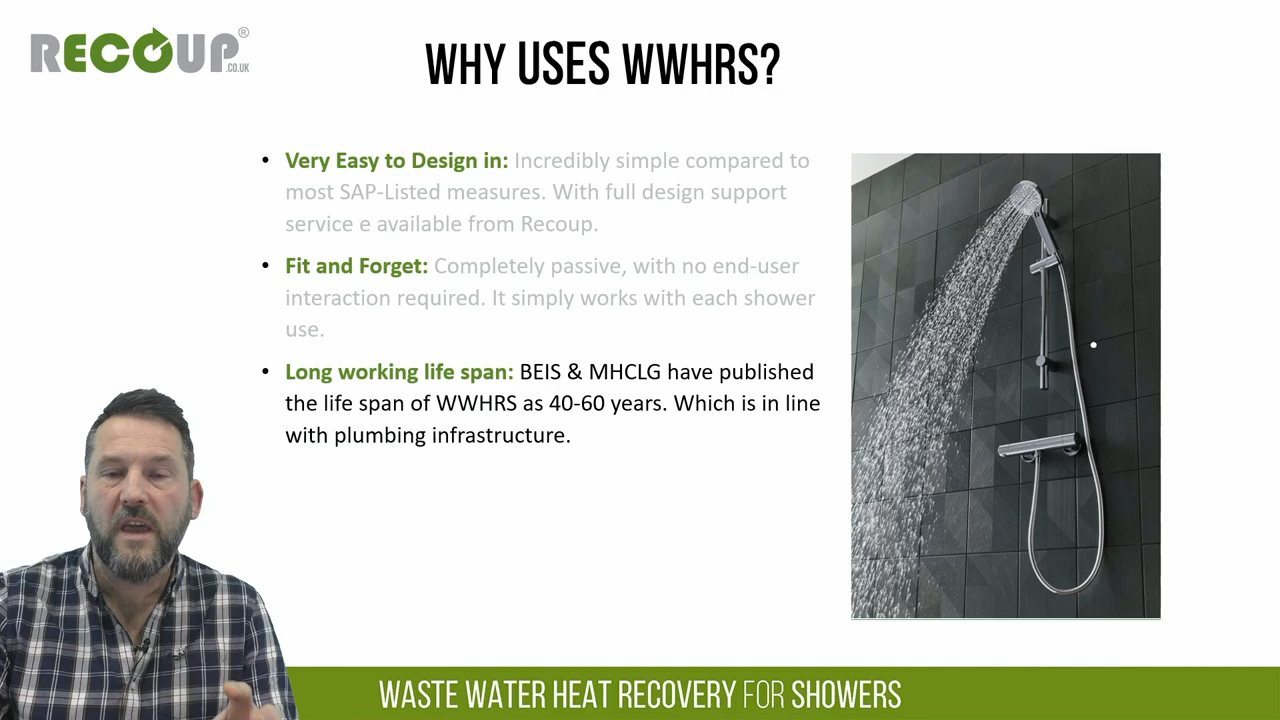 RECOUP®
.CO.UK
WHY USES WWHRS?
• Very Easy to Design in: Incredibly simple compared to
most SAP-Listed measures. With full design support
service e available from Recoup.
• Fit and Forget: Completely passive, with no end-user
interaction required. It simply works with each shower
use.
• Long working life span: BEIS & MHCLG have published
the life span of WWHRS as 40-60 years. Which is in line
with plumbing infrastructure.
WASTE WATER HEAT RECOVERY FOR SHOWERS